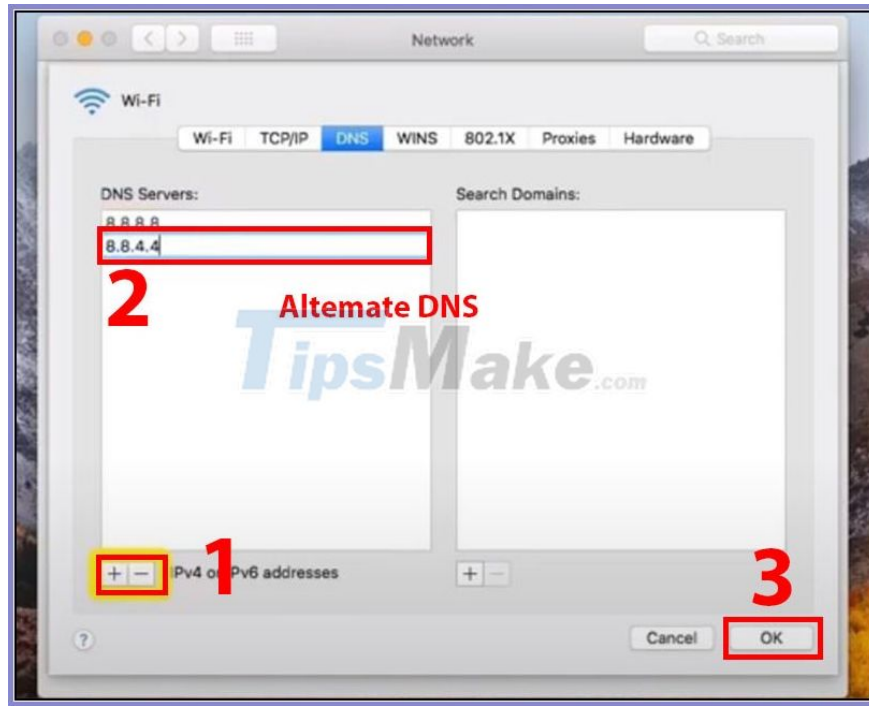 Network
Search
Wi-Fi
Wi-Fi TCP/IP DNS WINS 802.1X Proxies Hardware
DNS Servers: Search Domains:
8.8.8.8
8.8.4.4
2
Altemate DNS
TipsMake.com
1
+ − IPv4 or IPv6 addresses + −
3
? Cancel OK